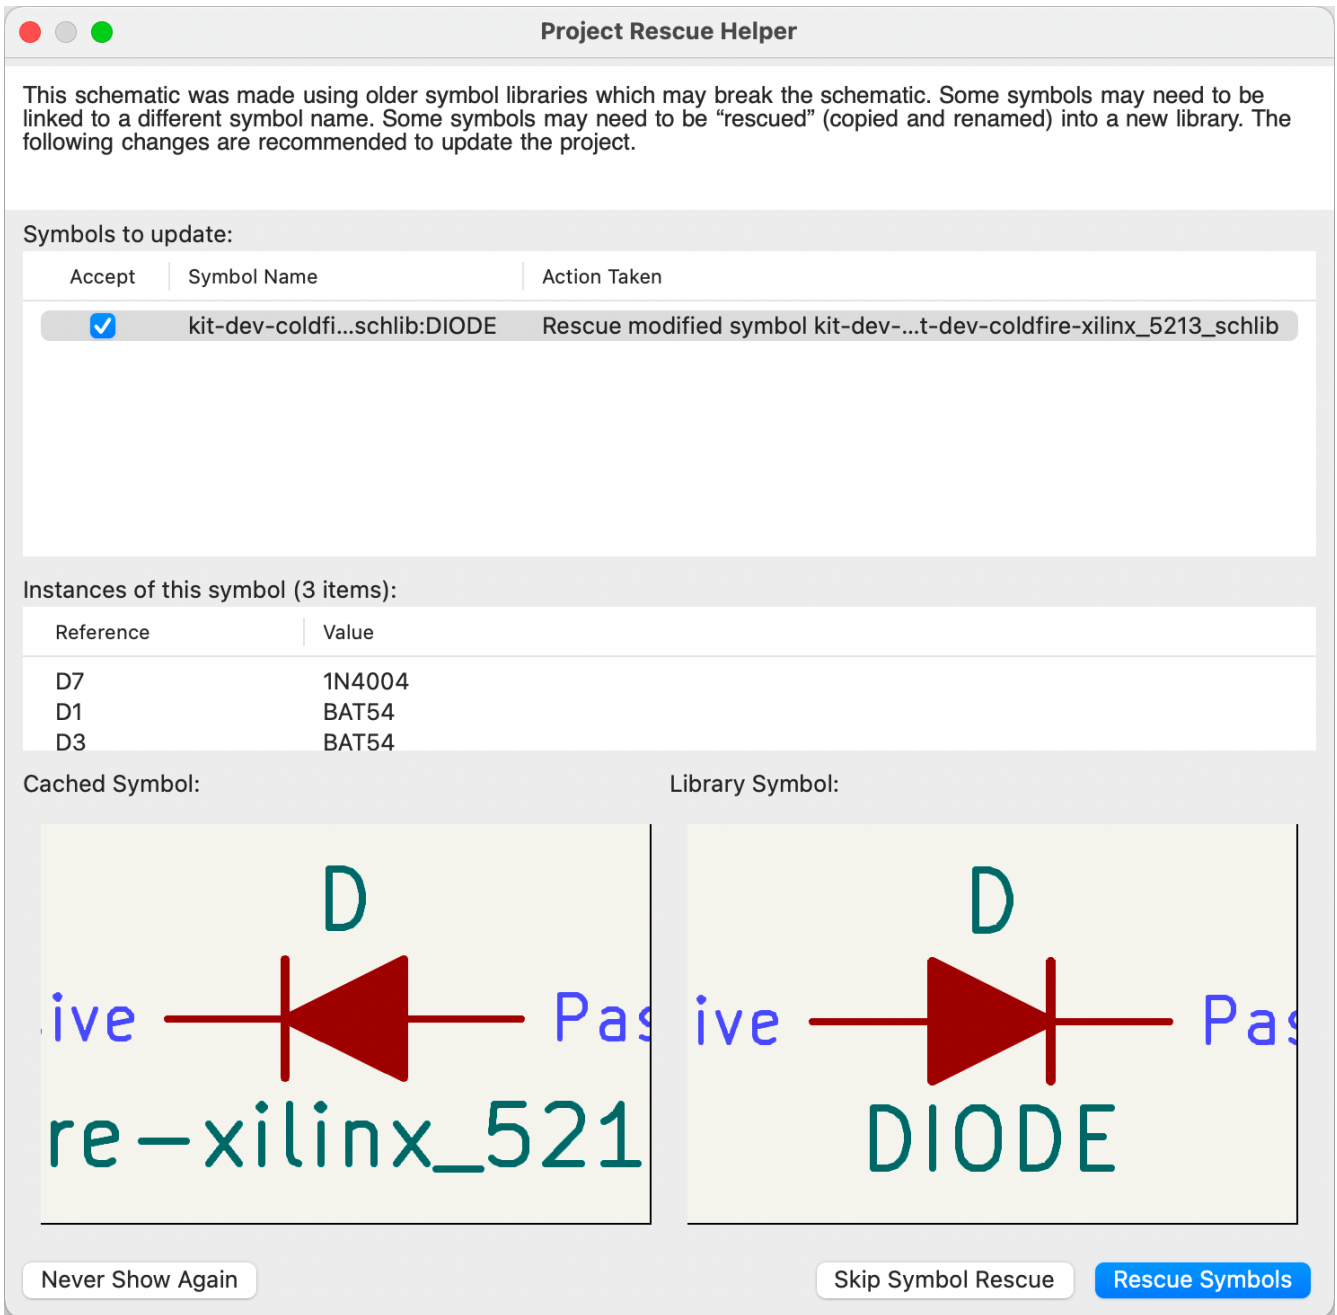 Project Rescue Helper
This schematic was made using older symbol libraries which may break the schematic. Some symbols may need to be
linked to a different symbol name. Some symbols may need to be “rescued” (copied and renamed) into a new library. The
following changes are recommended to update the project.
Symbols to update:
Accept Symbol Name Action Taken
kit-dev-coldfi...schlib:DIODE Rescue modified symbol kit-dev-...t-dev-coldfire-xilinx_5213_schlib
Instances of this symbol (3 items):
Reference Value
D7 1N4004
D1 BAT54
D3 BAT54
Cached Symbol: Library Symbol:
D D
ive Pas ive Pas
re-xilinx_521 DIODE
Never Show Again Skip Symbol Rescue Rescue Symbols